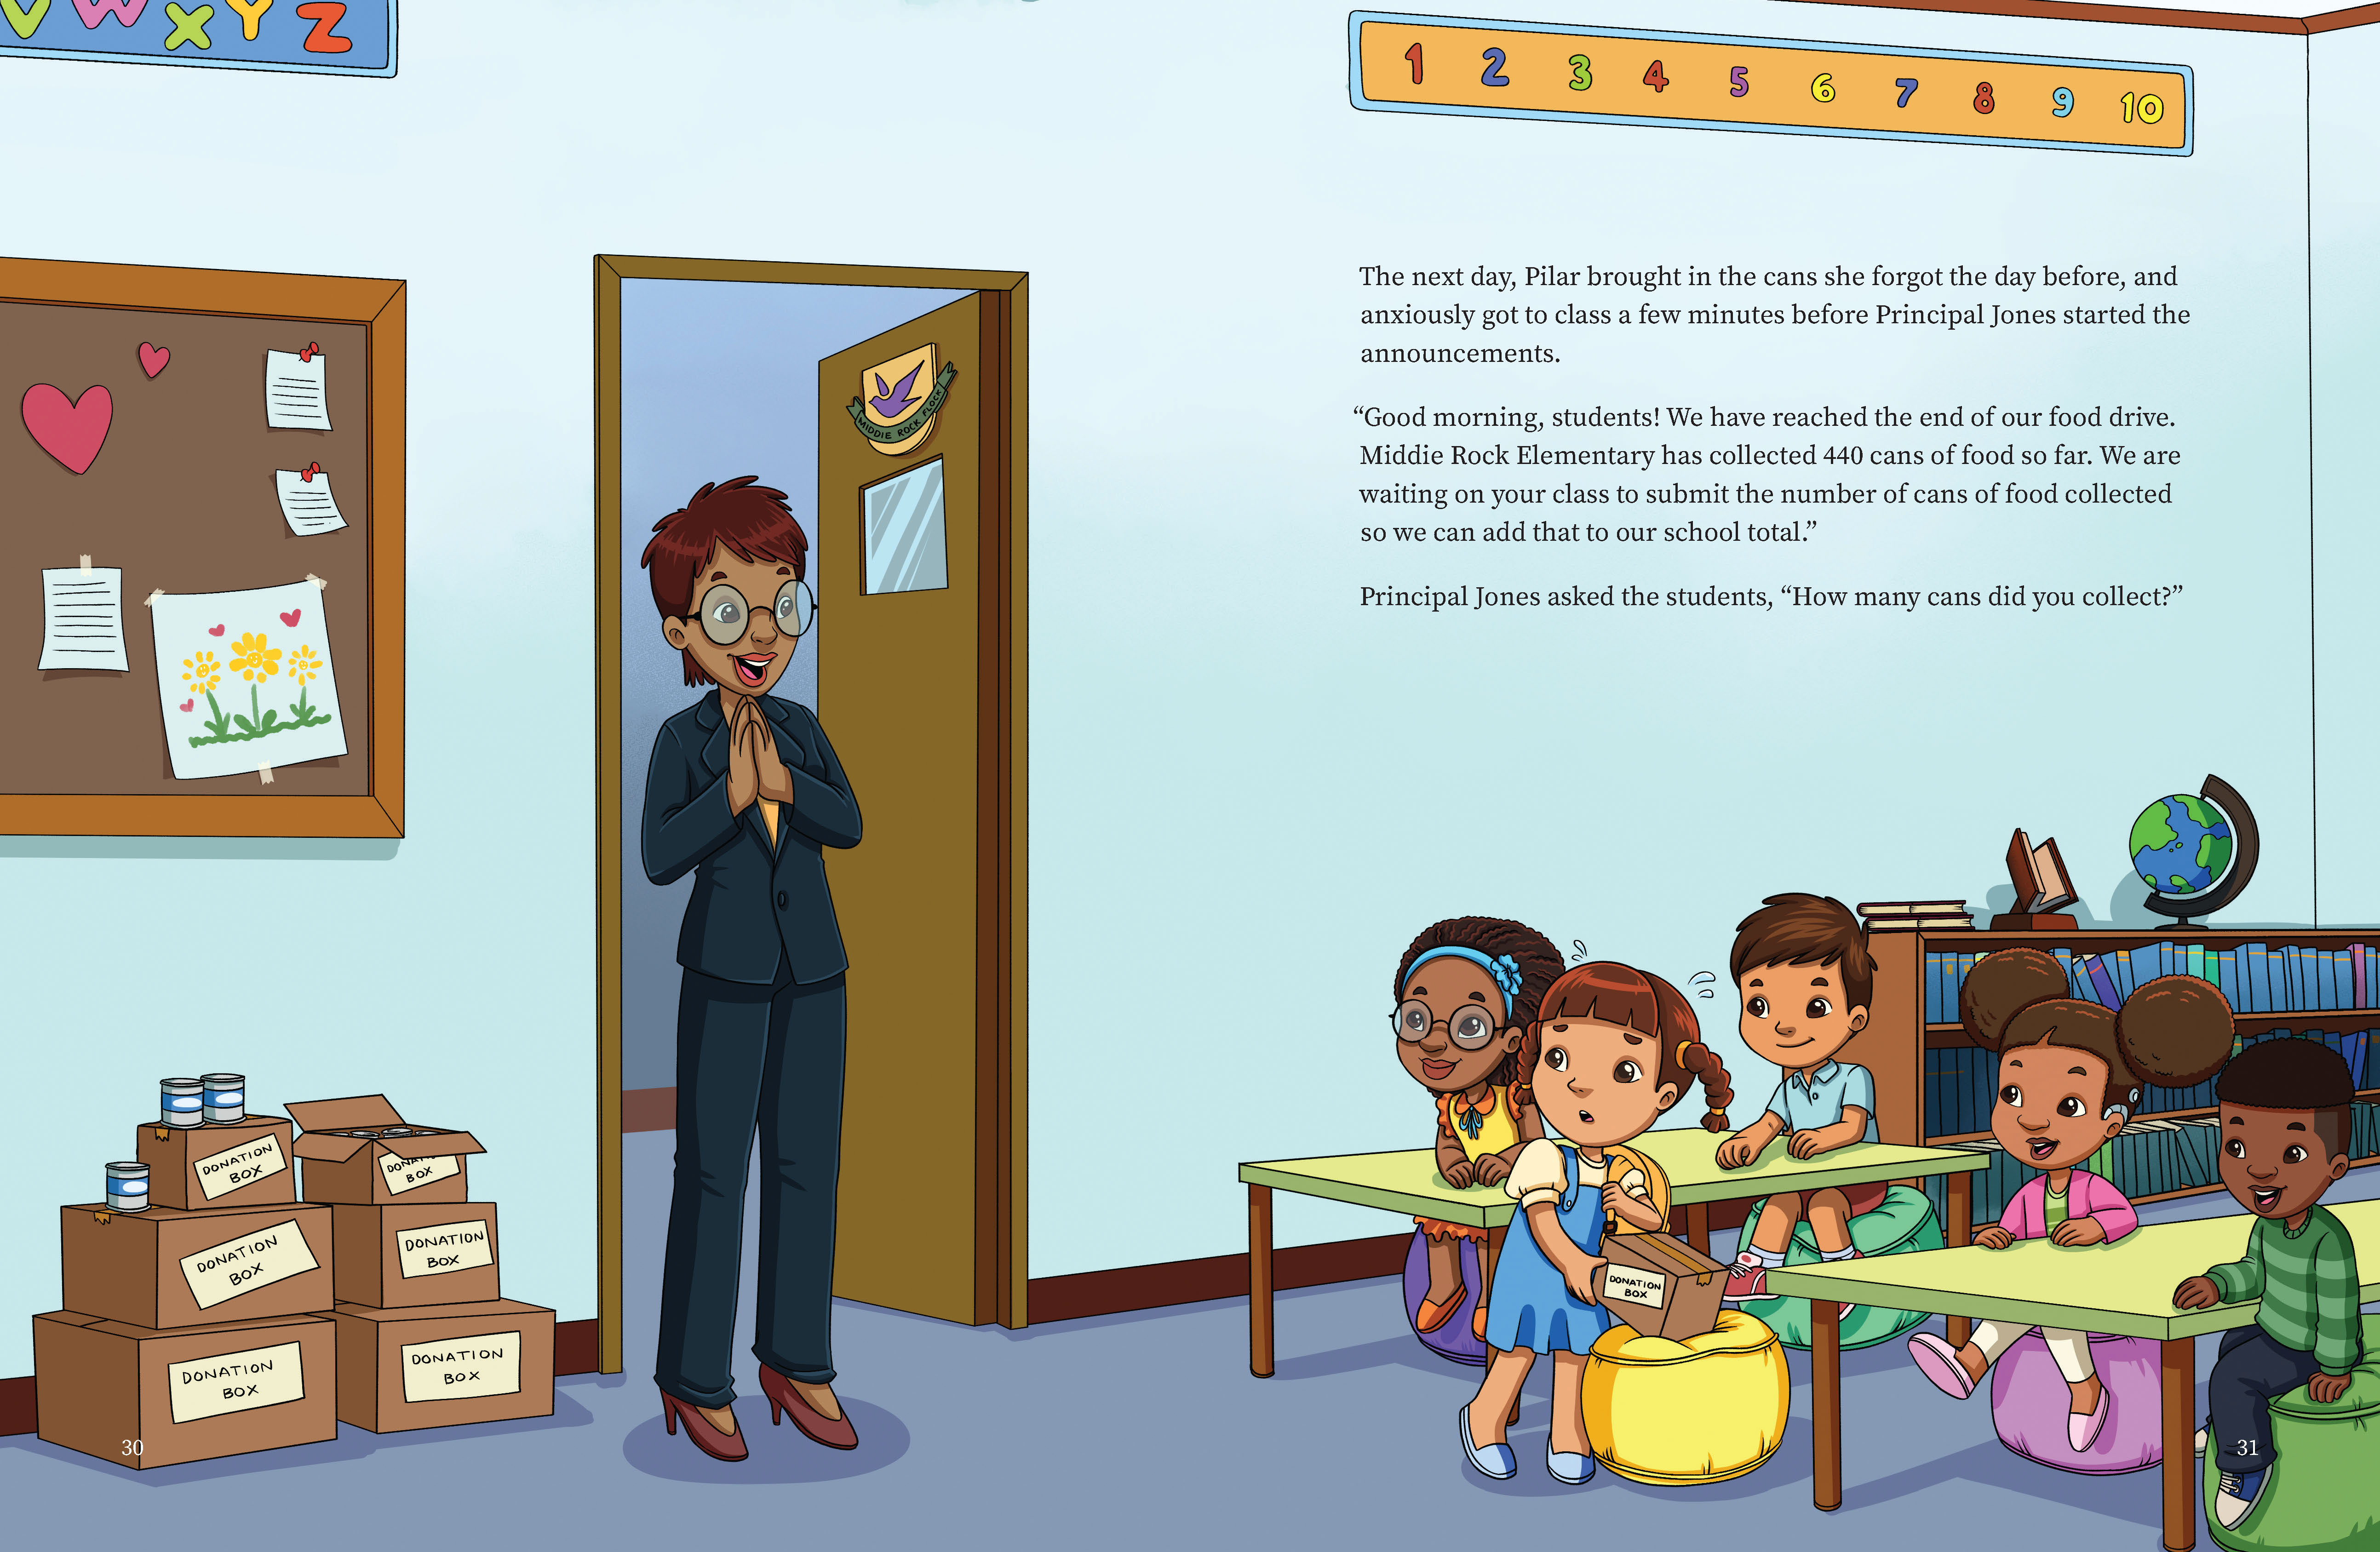 V W X Y Z
1 2 3 4 5 6 7 8 9 10
MIDDIE ROCK FLOCK
The next day, Pilar brought in the cans she forgot the day before, and
anxiously got to class a few minutes before Principal Jones started the
announcements.
“Good morning, students! We have reached the end of our food drive.
Middie Rock Elementary has collected 440 cans of food so far. We are
waiting on your class to submit the number of cans of food collected
so we can add that to our school total.”
Principal Jones asked the students, “How many cans did you collect?”
DONATION
BOX
DONATION
BOX
DONATION
BOX
DONATION
BOX
DONATION
BOX
DONATION
BOX
DONATION
BOX
30
31